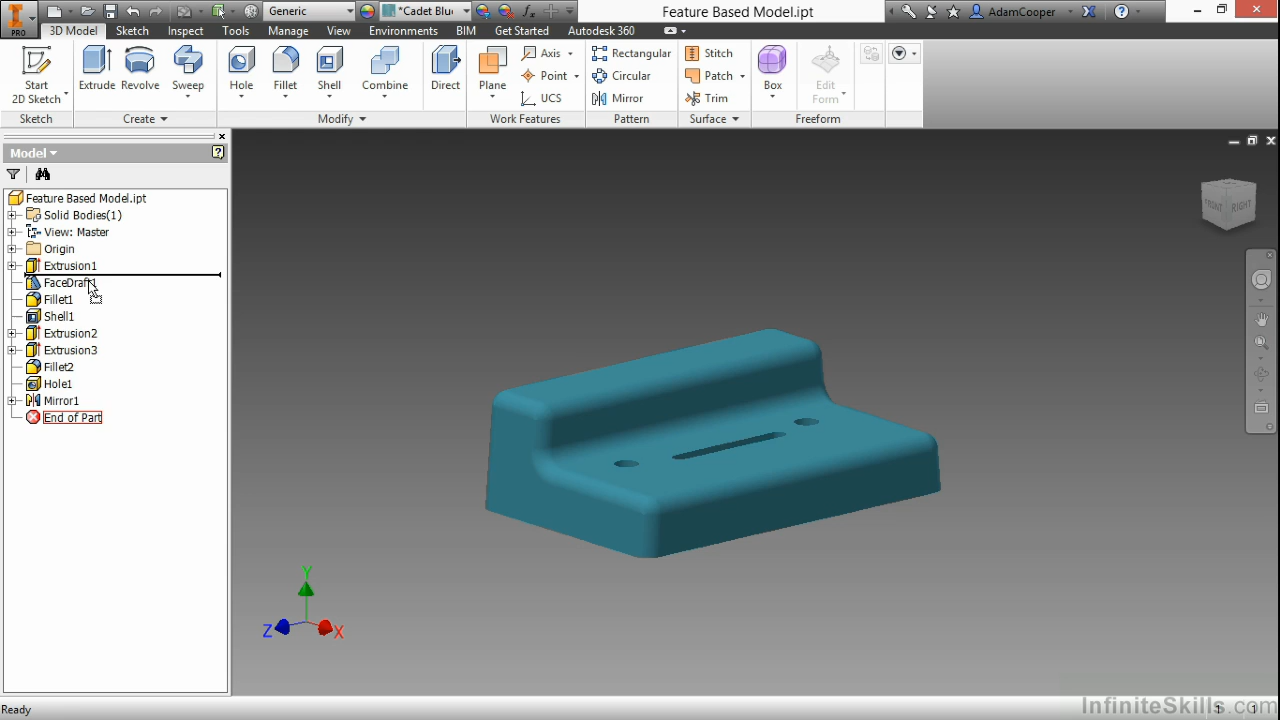 Generic
*Cadet Blue
Feature Based Model.ipt
AdamCooper
PRO
3D Model
Sketch
Inspect
Tools
Manage
View
Environments
BIM
Get Started
Autodesk 360
Start
2D Sketch
Extrude
Revolve
Sweep
Hole
Fillet
Shell
Combine
Direct
Plane
Axis
Point
UCS
Rectangular
Circular
Mirror
Stitch
Patch
Trim
Box
Edit
Form
Sketch
Create
Modify
Work Features
Pattern
Surface
Freeform
Model
Feature Based Model.ipt
Solid Bodies(1)
View: Master
Origin
Extrusion1
FaceDraft1
Fillet1
Shell1
Extrusion2
Extrusion3
Fillet2
Hole1
Mirror1
End of Part
FRONT
RIGHT
Y
Z
X
Ready
1
1
InfiniteSkills.com